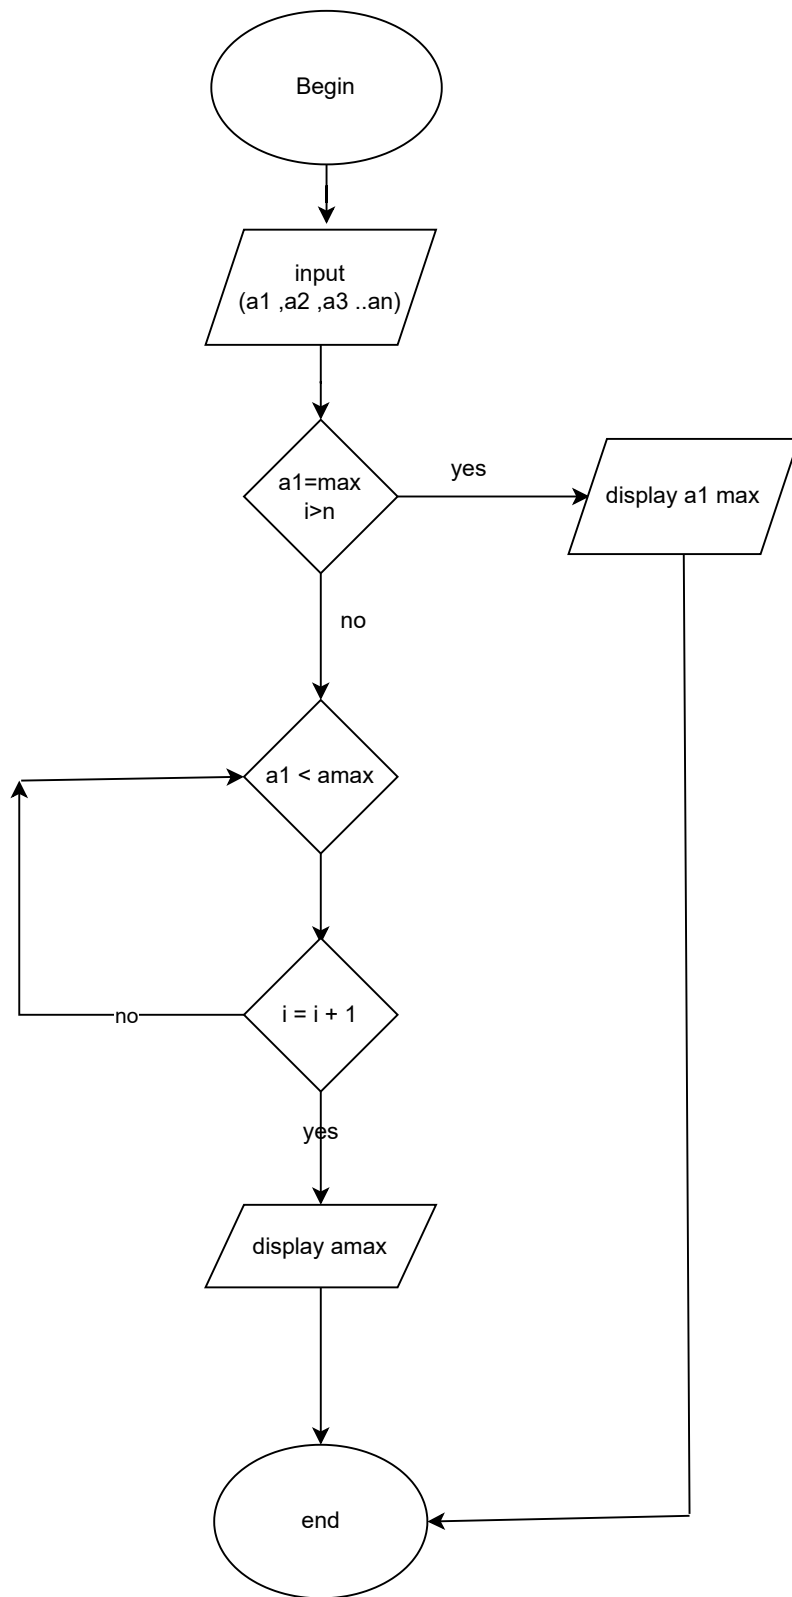 Begin
input
(a1 ,a2 ,a3 ..an)
a1=max
i>n
yes
display a1 max
no
a1 < amax
i = i + 1
no
yes
display amax
end